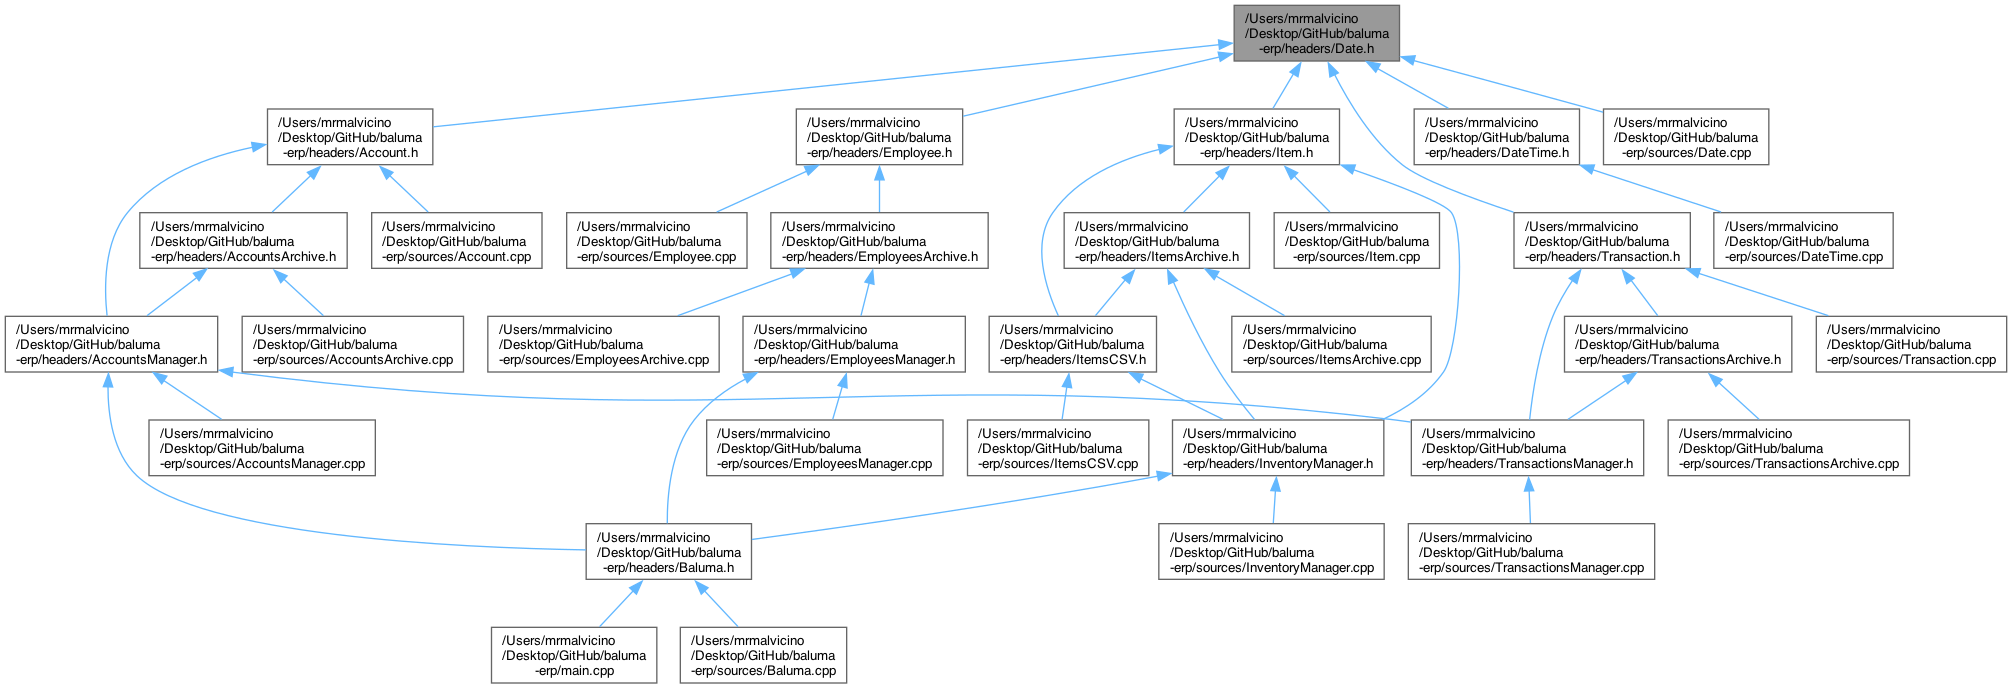 /Users/mrmalvicino
/Desktop/GitHub/baluma
-erp/headers/Date.h
/Users/mrmalvicino
/Desktop/GitHub/baluma
-erp/headers/Account.h
/Users/mrmalvicino
/Desktop/GitHub/baluma
-erp/headers/Employee.h
/Users/mrmalvicino
/Desktop/GitHub/baluma
-erp/headers/Item.h
/Users/mrmalvicino
/Desktop/GitHub/baluma
-erp/headers/DateTime.h
/Users/mrmalvicino
/Desktop/GitHub/baluma
-erp/sources/Date.cpp
/Users/mrmalvicino
/Desktop/GitHub/baluma
-erp/headers/AccountsArchive.h
/Users/mrmalvicino
/Desktop/GitHub/baluma
-erp/sources/Account.cpp
/Users/mrmalvicino
/Desktop/GitHub/baluma
-erp/sources/Employee.cpp
/Users/mrmalvicino
/Desktop/GitHub/baluma
-erp/headers/EmployeesArchive.h
/Users/mrmalvicino
/Desktop/GitHub/baluma
-erp/headers/ItemsArchive.h
/Users/mrmalvicino
/Desktop/GitHub/baluma
-erp/sources/Item.cpp
/Users/mrmalvicino
/Desktop/GitHub/baluma
-erp/headers/Transaction.h
/Users/mrmalvicino
/Desktop/GitHub/baluma
-erp/sources/DateTime.cpp
/Users/mrmalvicino
/Desktop/GitHub/baluma
-erp/headers/AccountsManager.h
/Users/mrmalvicino
/Desktop/GitHub/baluma
-erp/sources/AccountsArchive.cpp
/Users/mrmalvicino
/Desktop/GitHub/baluma
-erp/sources/EmployeesArchive.cpp
/Users/mrmalvicino
/Desktop/GitHub/baluma
-erp/headers/EmployeesManager.h
/Users/mrmalvicino
/Desktop/GitHub/baluma
-erp/headers/ItemsCSV.h
/Users/mrmalvicino
/Desktop/GitHub/baluma
-erp/sources/ItemsArchive.cpp
/Users/mrmalvicino
/Desktop/GitHub/baluma
-erp/headers/TransactionsArchive.h
/Users/mrmalvicino
/Desktop/GitHub/baluma
-erp/sources/Transaction.cpp
/Users/mrmalvicino
/Desktop/GitHub/baluma
-erp/sources/AccountsManager.cpp
/Users/mrmalvicino
/Desktop/GitHub/baluma
-erp/sources/EmployeesManager.cpp
/Users/mrmalvicino
/Desktop/GitHub/baluma
-erp/sources/ItemsCSV.cpp
/Users/mrmalvicino
/Desktop/GitHub/baluma
-erp/headers/InventoryManager.h
/Users/mrmalvicino
/Desktop/GitHub/baluma
-erp/headers/TransactionsManager.h
/Users/mrmalvicino
/Desktop/GitHub/baluma
-erp/sources/TransactionsArchive.cpp
/Users/mrmalvicino
/Desktop/GitHub/baluma
-erp/headers/Baluma.h
/Users/mrmalvicino
/Desktop/GitHub/baluma
-erp/sources/InventoryManager.cpp
/Users/mrmalvicino
/Desktop/GitHub/baluma
-erp/sources/TransactionsManager.cpp
/Users/mrmalvicino
/Desktop/GitHub/baluma
-erp/main.cpp
/Users/mrmalvicino
/Desktop/GitHub/baluma
-erp/sources/Baluma.cpp